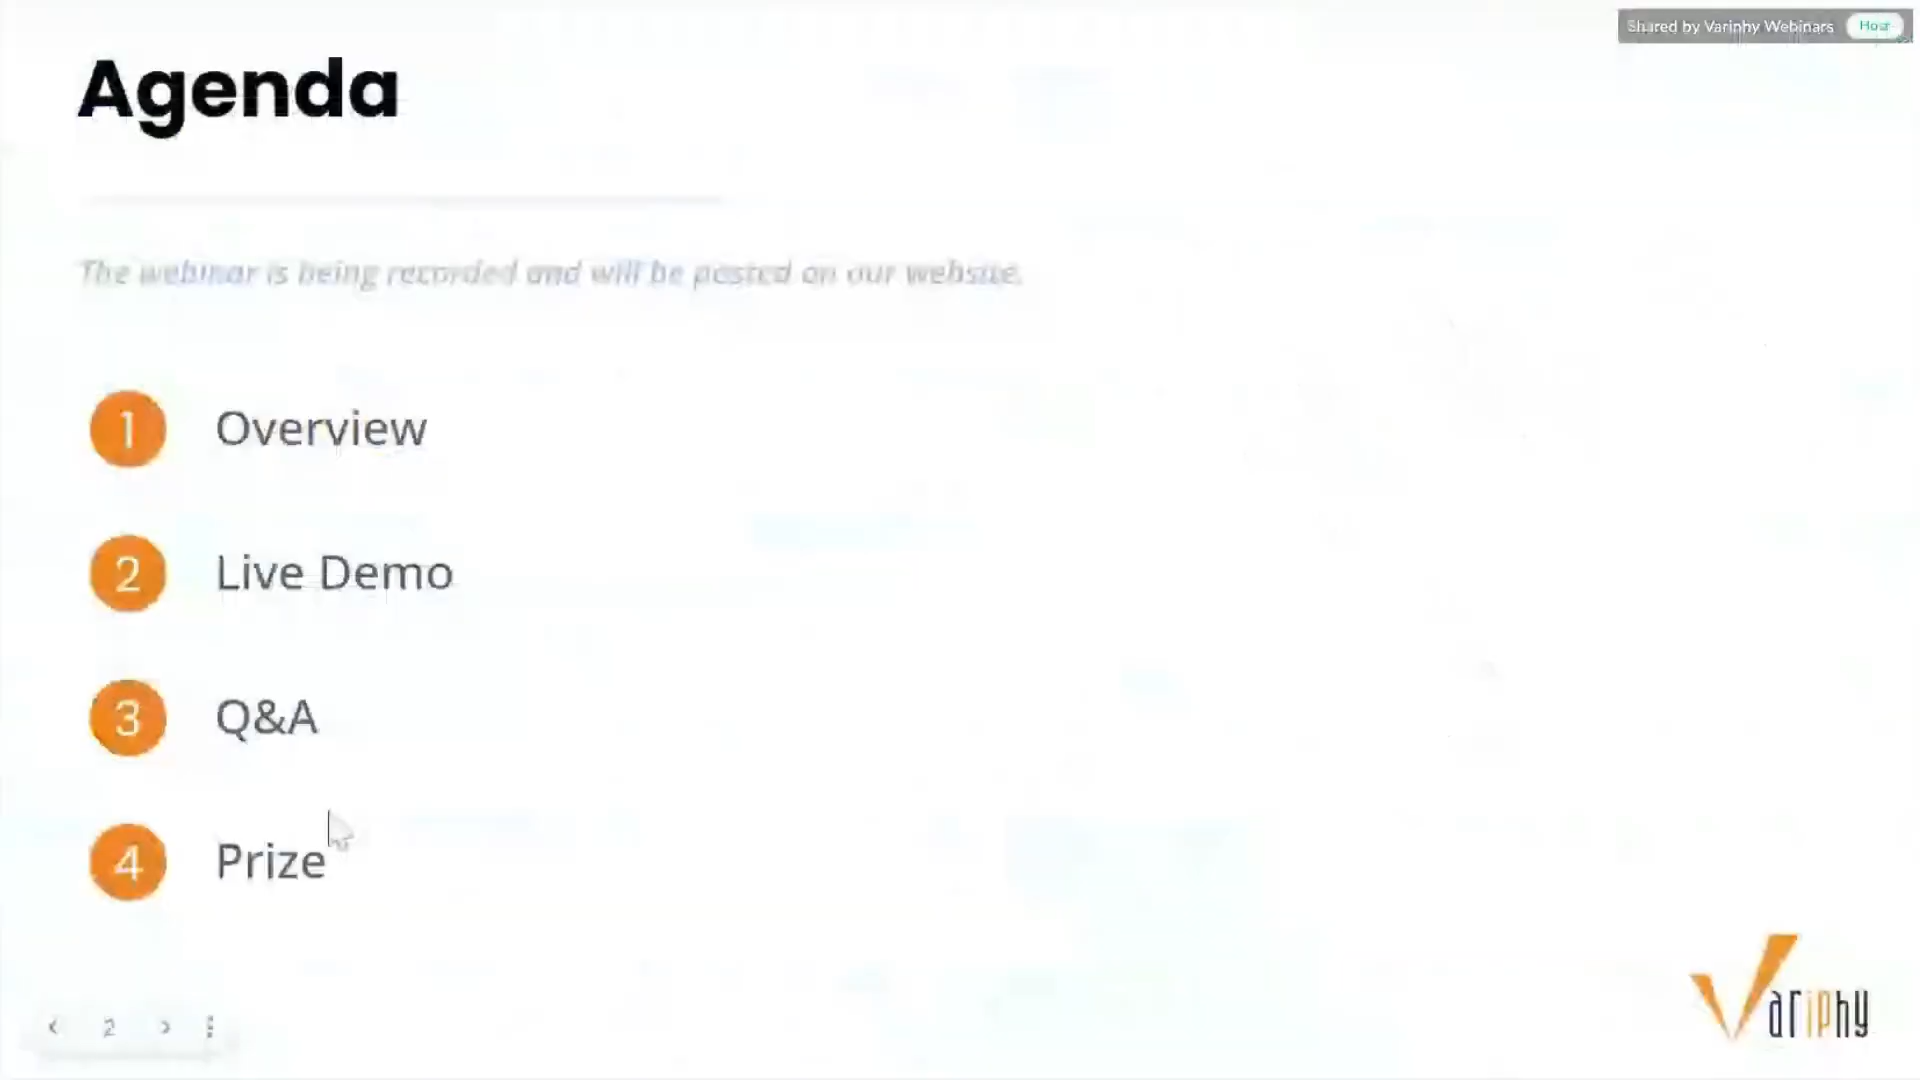 Shared by Variphy Webinars Host
Agenda
The webinar is being recorded and will be posted on our website.
1 Overview
2 Live Demo
3 Q&A
4 Prize
2
Variphy